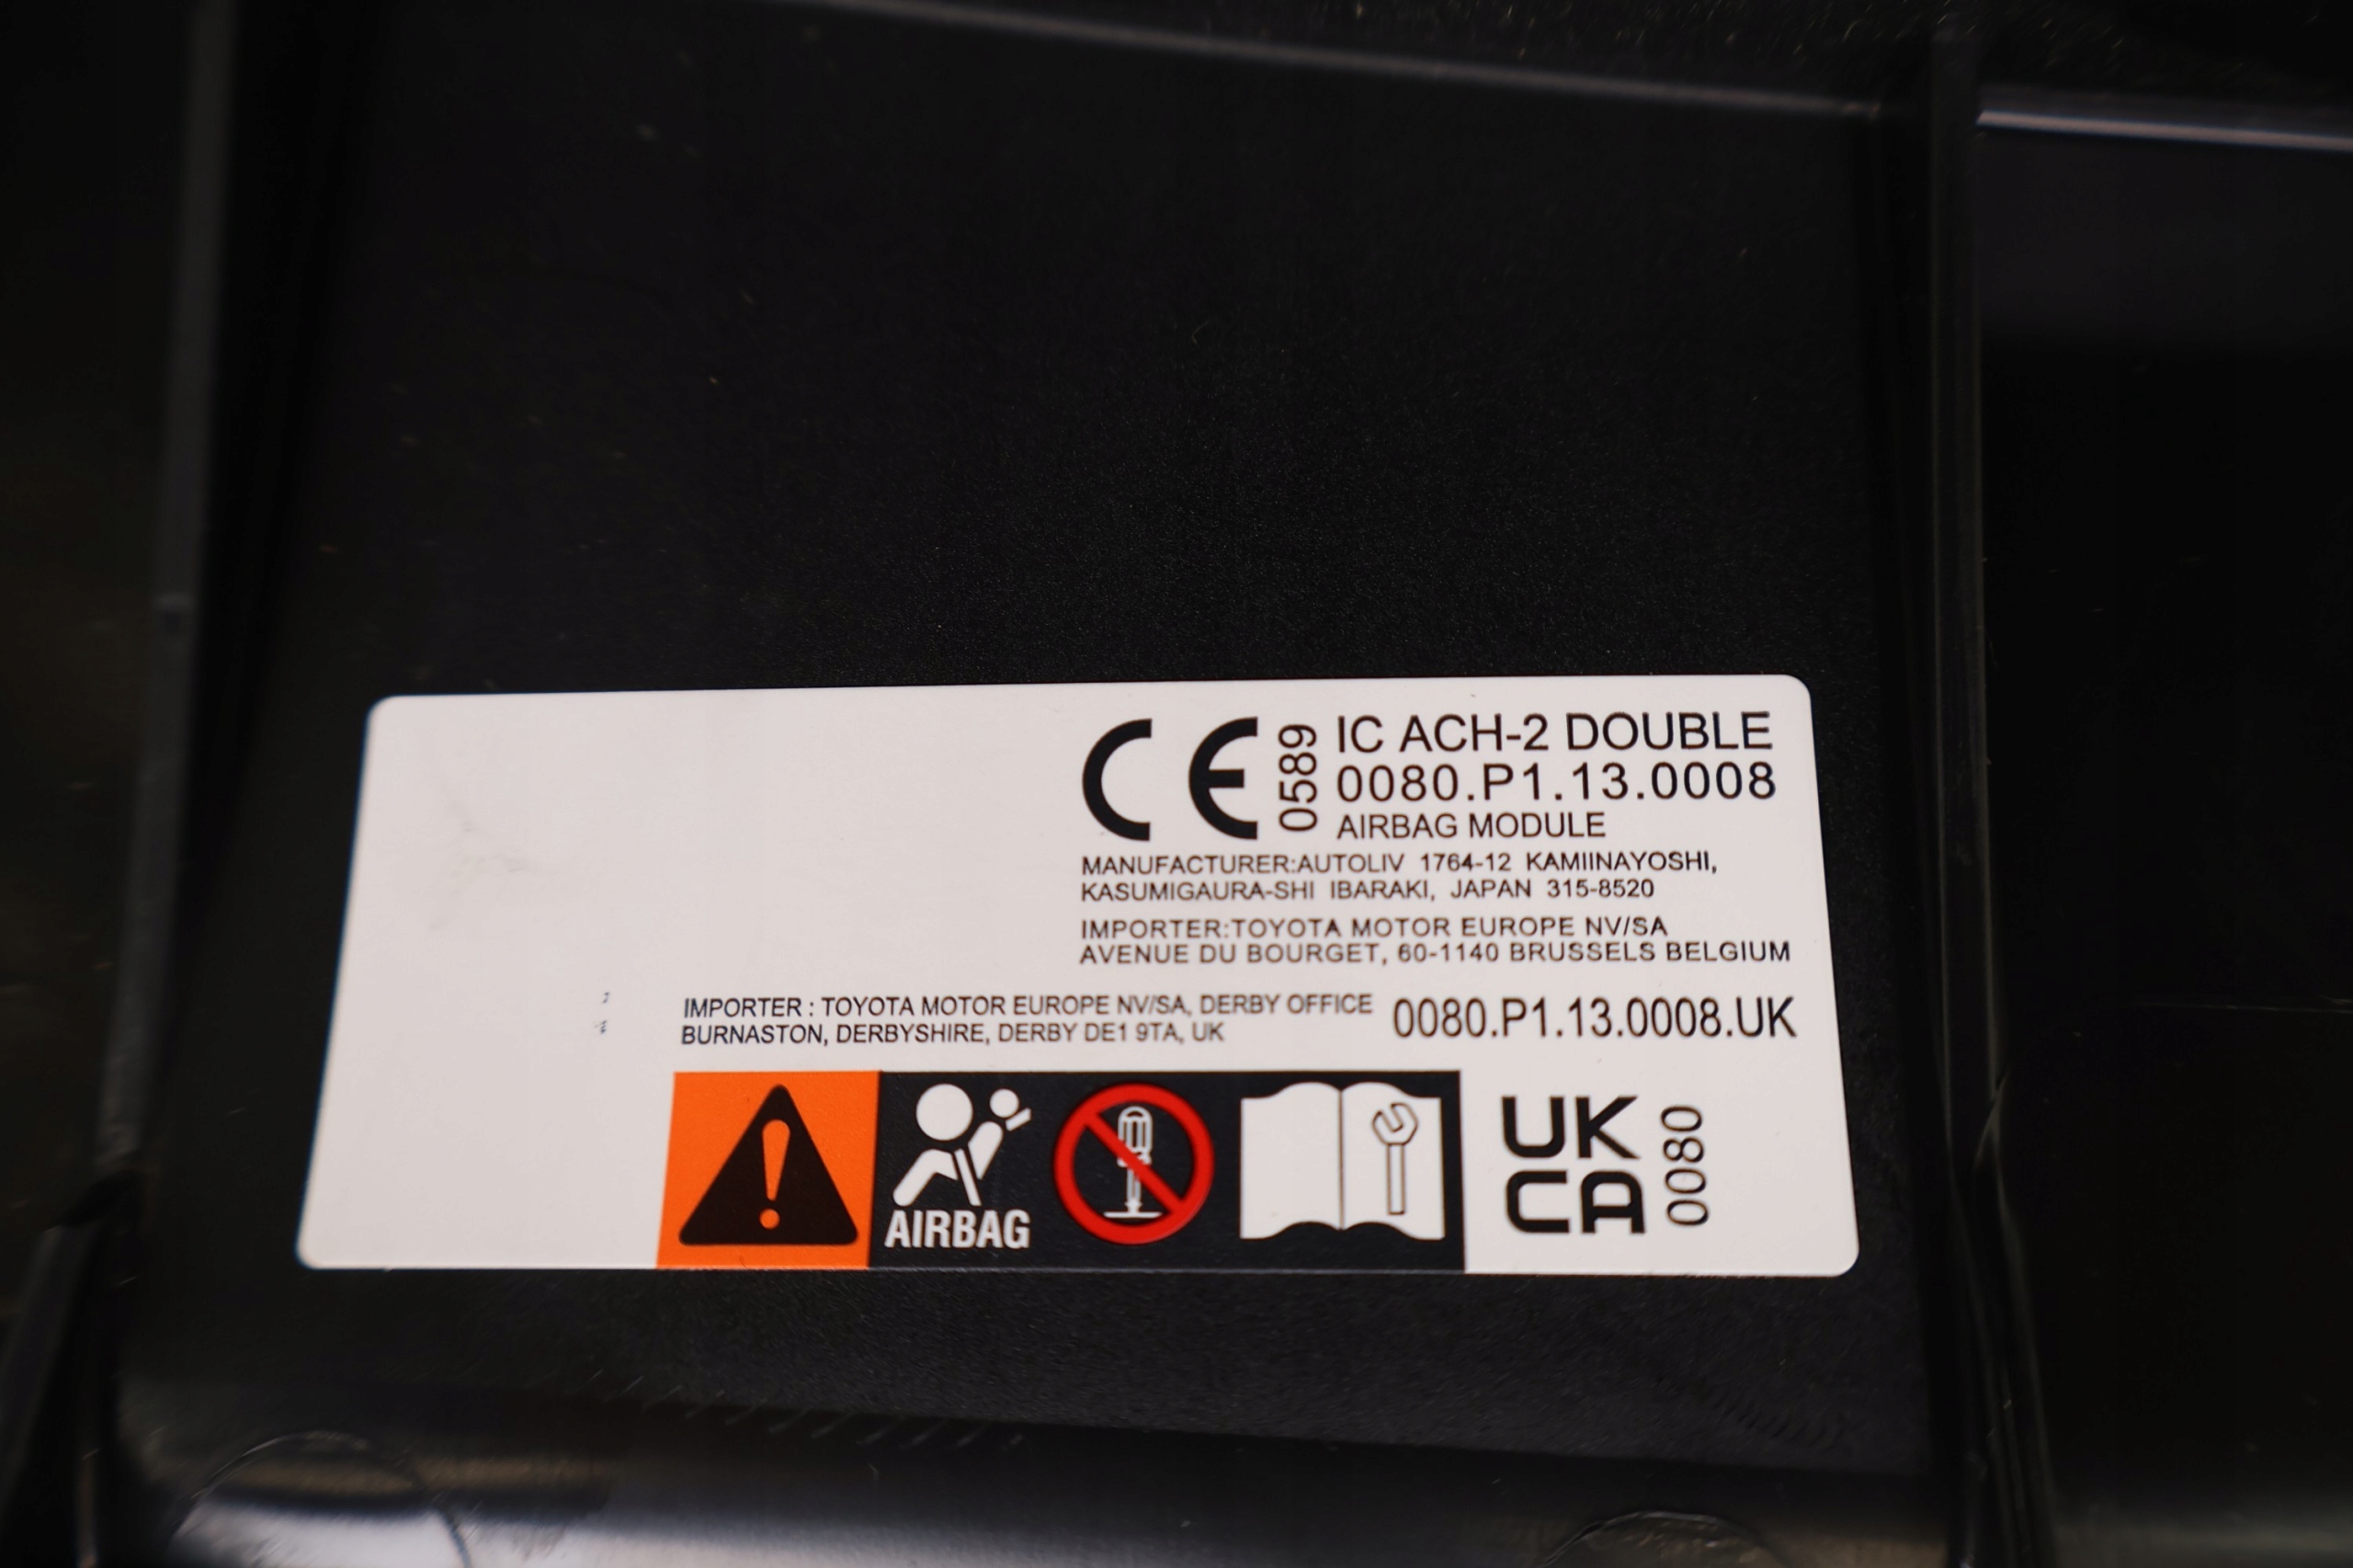 CE 0589 IC ACH-2 DOUBLE
0080.P1.13.0008
AIRBAG MODULE
MANUFACTURER:AUTOLIV 1764-12 KAMIINAYOSHI,
KASUMIGAURA-SHI IBARAKI, JAPAN 315-8520
IMPORTER:TOYOTA MOTOR EUROPE NV/SA
AVENUE DU BOURGET, 60-1140 BRUSSELS BELGIUM
IMPORTER : TOYOTA MOTOR EUROPE NV/SA, DERBY OFFICE
BURNASTON, DERBYSHIRE, DERBY DE1 9TA, UK
0080.P1.13.0008.UK
AIRBAG
UK
CA
0080